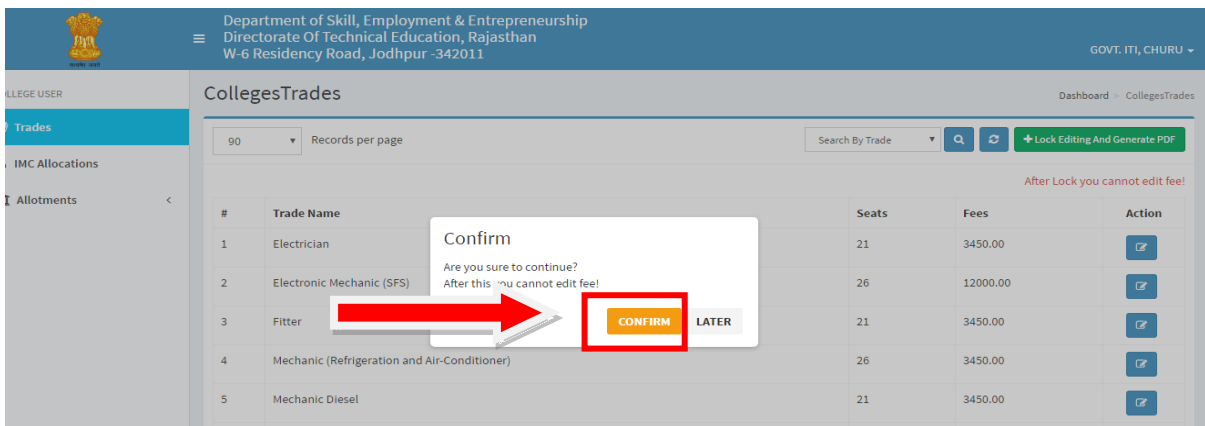 Department of Skill, Employment & Entrepreneurship
Directorate Of Technical Education, Rajasthan
W-6 Residency Road, Jodhpur -342011
GOVT. ITI, CHURU
LLEGE USER
CollegesTrades
Dashboard > CollegesTrades
Trades
90 Records per page
Search By Trade
Lock Editing And Generate PDF
IMC Allocations
After Lock you cannot edit fee!
Allotments
# Trade Name Seats Fees Action
1 Electrician 21 3450.00
2 Electronic Mechanic (SFS) 26 12000.00
3 Fitter 21 3450.00
4 Mechanic (Refrigeration and Air-Conditioner) 26 3450.00
5 Mechanic Diesel 21 3450.00
Confirm
Are you sure to continue?
After this you cannot edit fee!
CONFIRM LATER